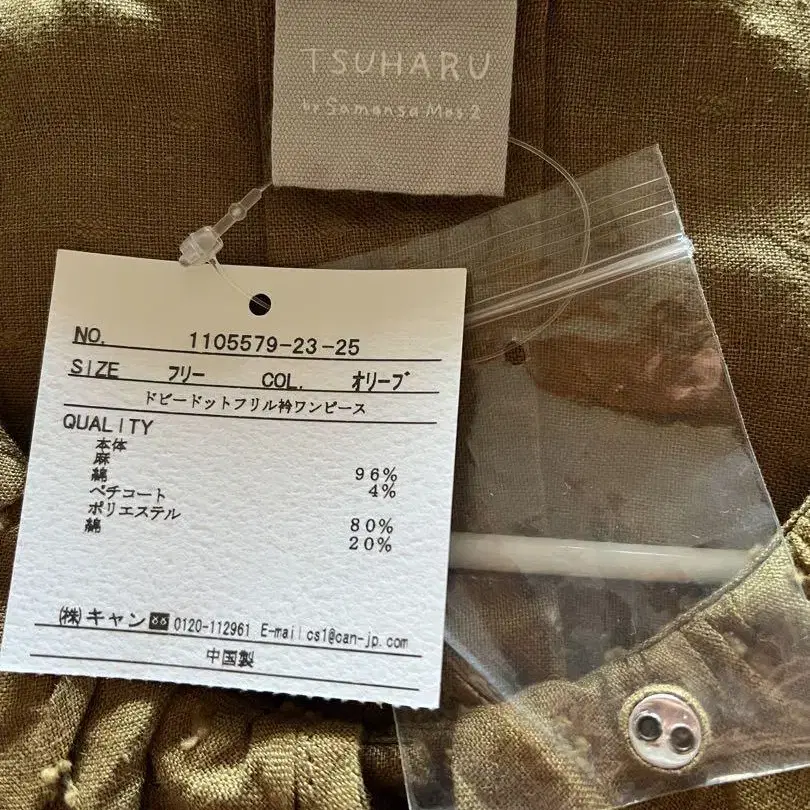 TSUHARU
by Samansa Mos2
NO. 1105579-23-25
SIZE フリー COL. オリーブ
ドビードットフリル衿ワンピース
QUALITY
本体
麻 96%
綿 4%
ペチコート
ポリエステル 80%
綿 20%
(株)キャン 0120-112961 E-mail cs1@can-jp.com
中国製